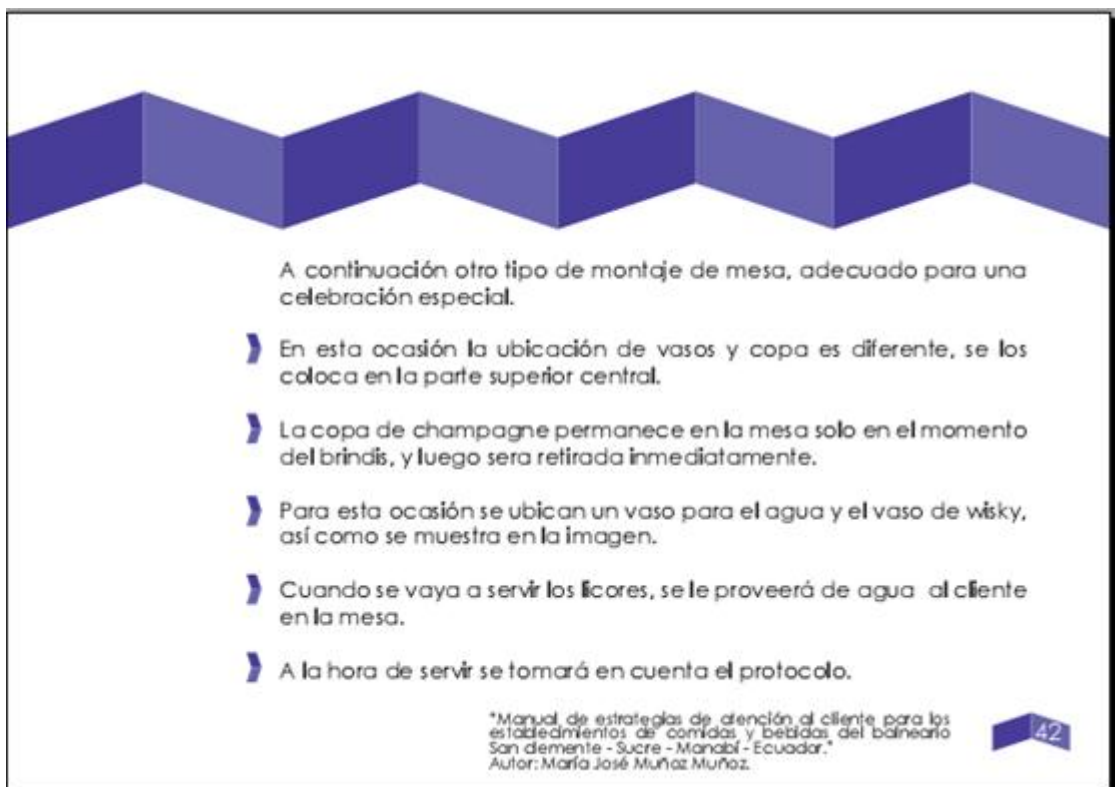 A continuación otro tipo de montaje de mesa, adecuado para una
celebración especial.
En esta ocasión la ubicación de vasos y copa es diferente, se los
coloca en la parte superior central.
La copa de champagne permanece en la mesa solo en el momento
del brindis, y luego sera retirada inmediatamente.
Para esta ocasión se ubican un vaso para el agua y el vaso de wisky,
así como se muestra en la imagen.
Cuando se vaya a servir los licores, se le proveerá de agua al cliente
en la mesa.
A la hora de servir se tomará en cuenta el protocolo.
"Manual de estrategias de atención al cliente para los
establecimientos de comidas y bebidas del balneario
San clemente - Sucre - Manabí - Ecuador."
Autor: María José Muñoz Muñoz.
42